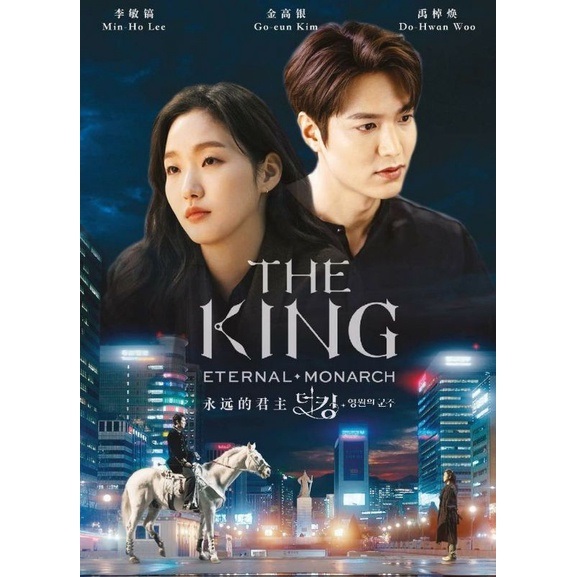 李敏镐 金高银 禹棹焕
Min-Ho Lee Go-eun Kim Do-Hwan Woo
THE
KING
ETERNAL✦MONARCH
永远的君主 더킹✦영원의 군주